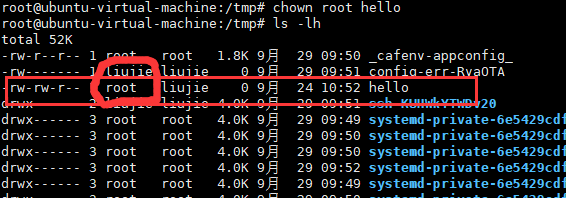 root@ubuntu-virtual-machine:/tmp# chown root hello
root@ubuntu-virtual-machine:/tmp# ls -lh
total 52K
-rw-r--r-- 1 root root 1.8K 9月 29 09:50 _cafenv-appconfig_
-rw------- 1 liujie liujie 0 9月 29 09:51 config-err-RyaOTA
-rw-rw-r-- 1 root liujie 0 9月 24 10:52 hello
drwx------ 2 liujie liujie 4.0K 9月 29 09:51
drwx------ 3 root root 4.0K 9月 29 09:49 systemd-private-6e5429cdf
drwx------ 3 root root 4.0K 9月 29 09:50 systemd-private-6e5429cdf
drwx------ 3 root root 4.0K 9月 29 09:52 systemd-private-6e5429cdf
drwx------ 3 root root 4.0K 9月 29 09:49 systemd-private-6e5429cdf
drwx------ 3 root root 4.0K 9月 29 09:50 systemd-private-6e5429cdf